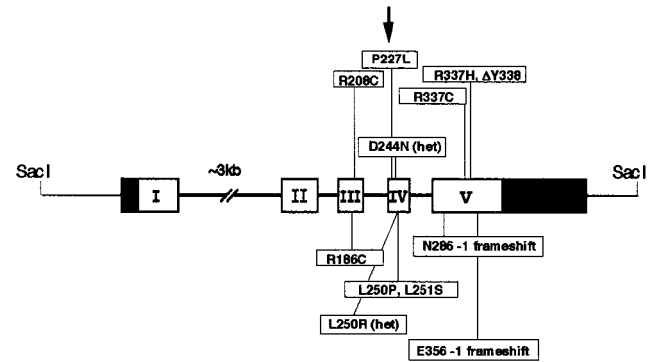 P227L
R337H, ΔY338
R208C
R337C
D244N (het)
SacI
~3kb
SacI
I
II
III
IV
V
N286 -1 frameshift
R186C
L250P, L251S
L250R (het)
E356 -1 frameshift